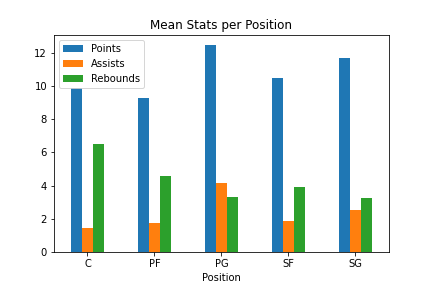 Mean Stats per Position
Points
Assists
Rebounds
12
10
8
6
4
2
0
C PF PG SF SG
Position